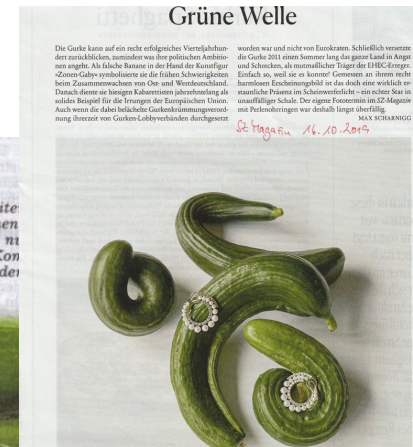 Grüne Welle
Die Gurke kann auf ein recht erfolgreiches Vierteljahrhun-
dert zurückblicken, zumindest was ihre politischen Ambitio-
nen angeht. Als falsche Banane in der Hand der Kunstfigur
»Zonen-Gaby« symbolisierte sie die frühen Schwierigkeiten
beim Zusammenwachsen von Ost- und Westdeutschland.
Danach diente sie hiesigen Kabarettisten jahrzehntelang als
solides Beispiel für die Irrungen der Europäischen Union.
Auch wenn die dabei belächelte Gurkenkrümmungsverord-
nung ihrerzeit von Gurken-Lobbyverbänden durchgesetzt
worden war und nicht von Eurokraten. Schließlich versetzte
die Gurke 2011 einen Sommer lang das ganze Land in Angst
und Schrecken, als mutmaßlicher Träger der EHEC-Erreger.
Einfach so, weil sie es konnte! Gemessen an ihrem recht
harmlosen Erscheinungsbild ist das doch eine wirklich er-
staunliche Präsenz im Scheinwerferlicht – ein echter Star in
unauffälliger Schale. Der eigene Fototermin im SZ-Magazin
mit Perlenohrringen war deshalb längst überfällig.
MAX SCHARNIGG
SZ Magazin 16.10.2015